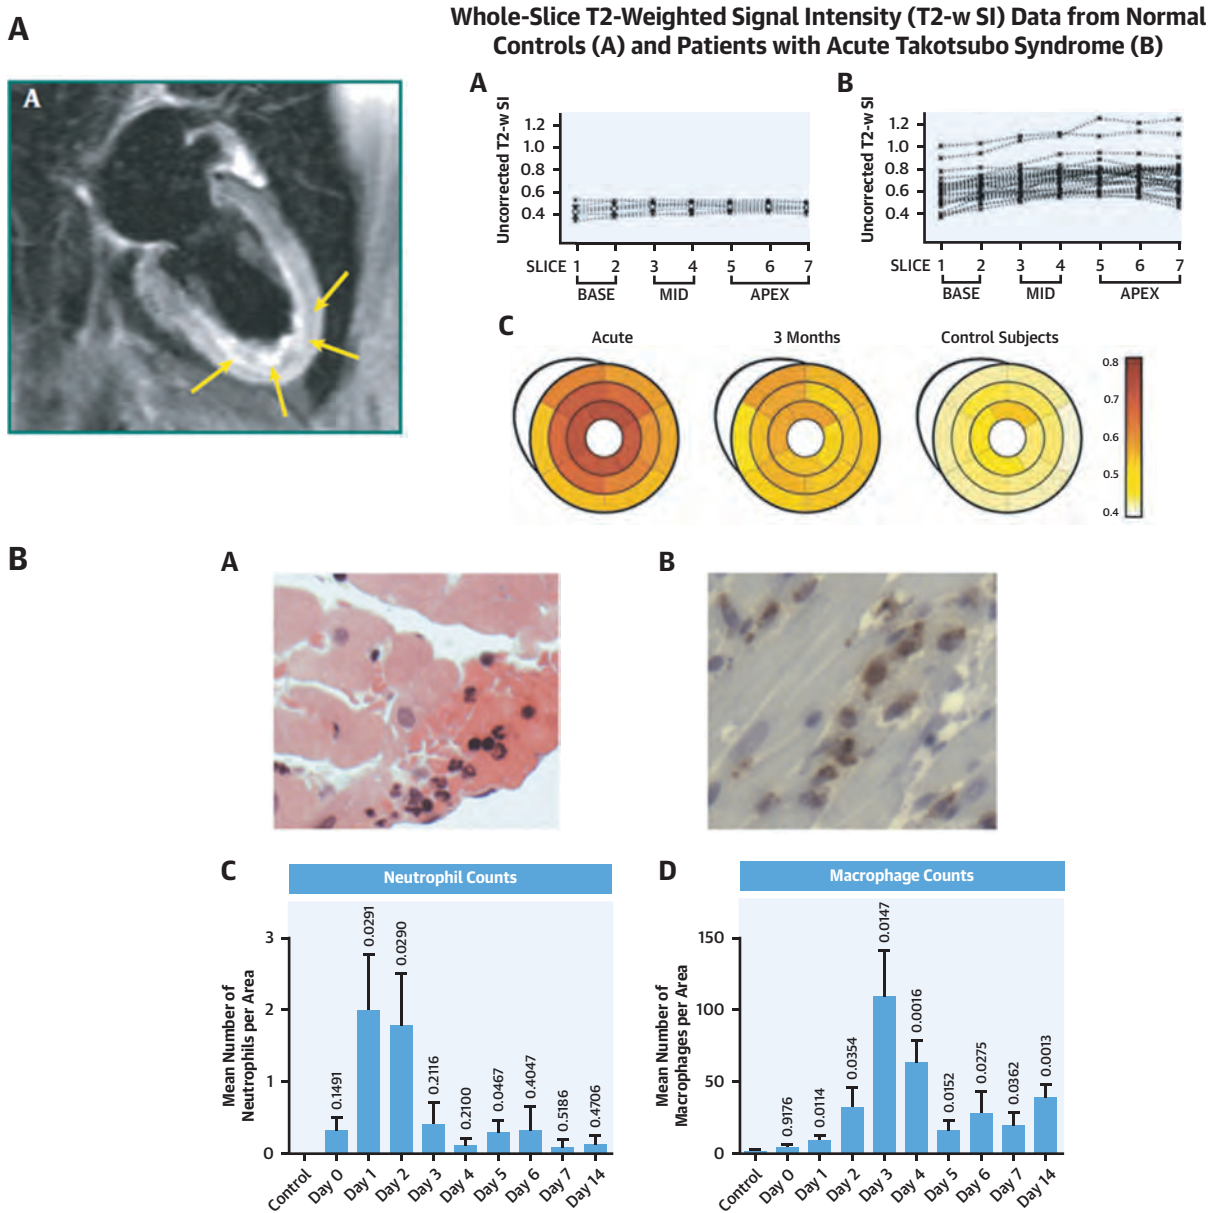 A
Whole-Slice T2-Weighted Signal Intensity (T2-w SI) Data from Normal
Controls (A) and Patients with Acute Takotsubo Syndrome (B)
A
A
Uncorrected T2-w SI
1.2
1.0
0.8
0.6
0.4
SLICE 1 2 3 4 5 6 7
BASE MID APEX
B
Uncorrected T2-w SI
1.2
1.0
0.8
0.6
0.4
SLICE 1 2 3 4 5 6 7
BASE MID APEX
C
Acute 3 Months Control Subjects
0.8
0.7
0.6
0.5
0.4
B
A
B
C
Neutrophil Counts
Mean Number of
Neutrophils per Area
3
2
1
0
0.1491
0.0291
0.0290
0.2116
0.2100
0.0467
0.4047
0.5186
0.4706
Control Day 0 Day 1 Day 2 Day 3 Day 4 Day 5 Day 6 Day 7 Day 14
D
Macrophage Counts
Mean Number of
Macrophages per Area
150
100
50
0
0.9176
0.0114
0.0354
0.0147
0.0016
0.0152
0.0275
0.0362
0.0013
Control Day 0 Day 1 Day 2 Day 3 Day 4 Day 5 Day 6 Day 7 Day 14